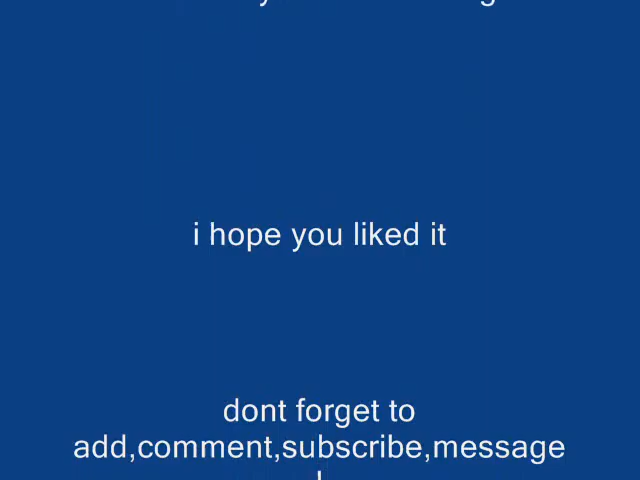 i hope you liked it
dont forget to
add,comment,subscribe,message